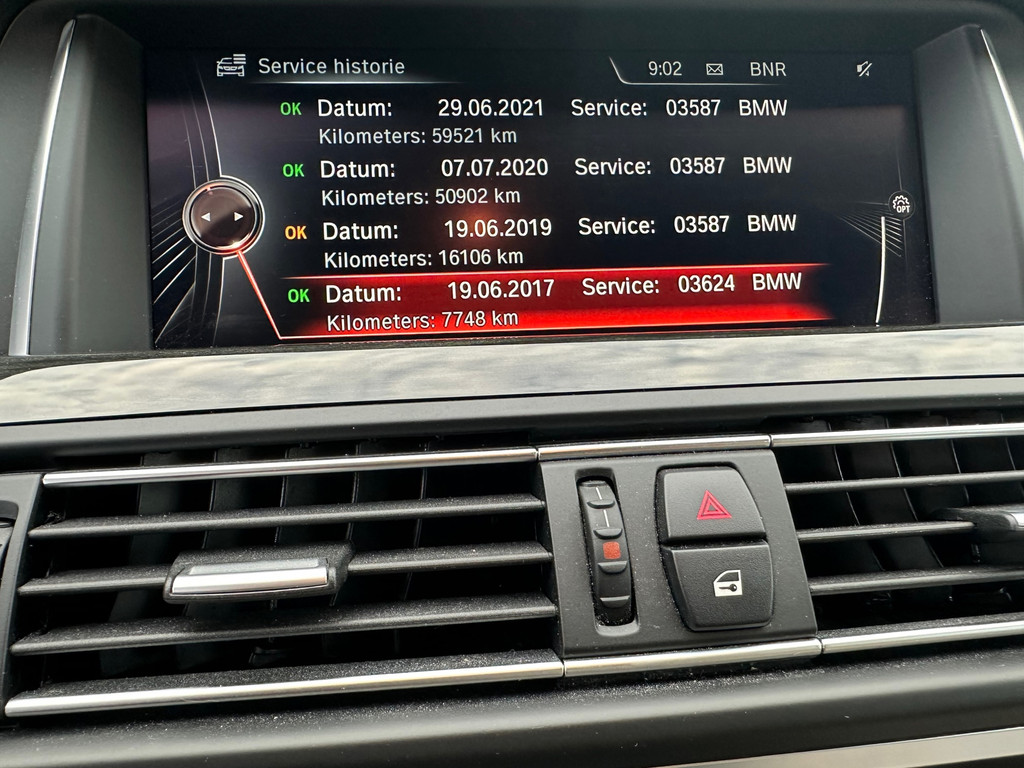 Service historie 9:02 BNR
OK Datum: 29.06.2021 Service: 03587 BMW
Kilometers: 59521 km
OK Datum: 07.07.2020 Service: 03587 BMW
Kilometers: 50902 km
OPT
OK Datum: 19.06.2019 Service: 03587 BMW
Kilometers: 16106 km
OK Datum: 19.06.2017 Service: 03624 BMW
Kilometers: 7748 km